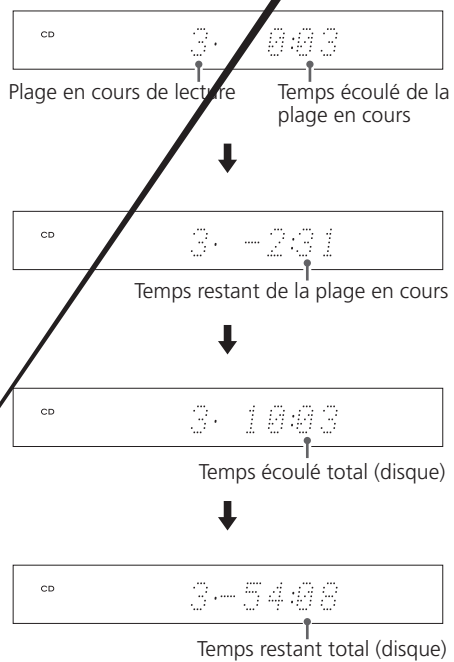 CD 3. 0:03
Plage en cours de lecture
Temps écoulé de la
plage en cours
CD 3. -2:31
Temps restant de la plage en cours
CD 3. 10:03
Temps écoulé total (disque)
CD 3.-54:08
Temps restant total (disque)